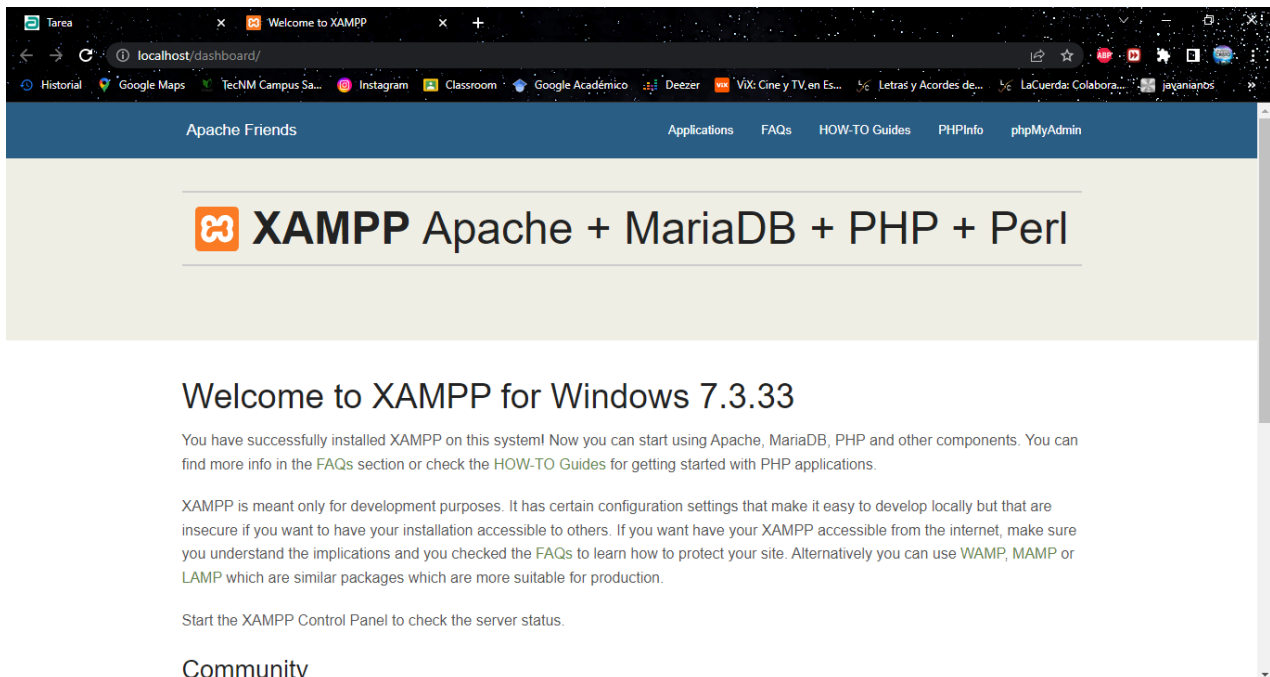 Tarea Welcome to XAMPP
localhost/dashboard/
Historial Google Maps TecNM Campus Sa... Instagram Classroom Google Académico Deezer ViX: Cine y TV en Es... Letras y Acordes de... LaCuerda: Colabora... javanianos »
Apache Friends Applications FAQs HOW-TO Guides PHPInfo phpMyAdmin
XAMPP Apache + MariaDB + PHP + Perl
Welcome to XAMPP for Windows 7.3.33
You have successfully installed XAMPP on this system! Now you can start using Apache, MariaDB, PHP and other components. You can
find more info in the FAQs section or check the HOW-TO Guides for getting started with PHP applications.
XAMPP is meant only for development purposes. It has certain configuration settings that make it easy to develop locally but that are
insecure if you want to have your installation accessible to others. If you want have your XAMPP accessible from the internet, make sure
you understand the implications and you checked the FAQs to learn how to protect your site. Alternatively you can use WAMP, MAMP or
LAMP which are similar packages which are more suitable for production.
Start the XAMPP Control Panel to check the server status.
Community